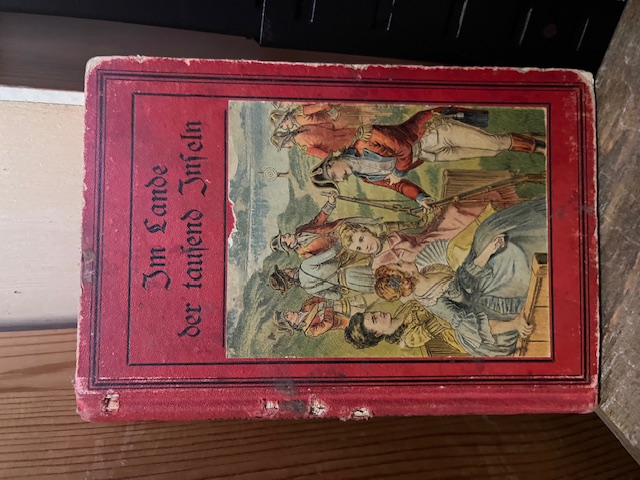 Im Lande
der tausend Inseln